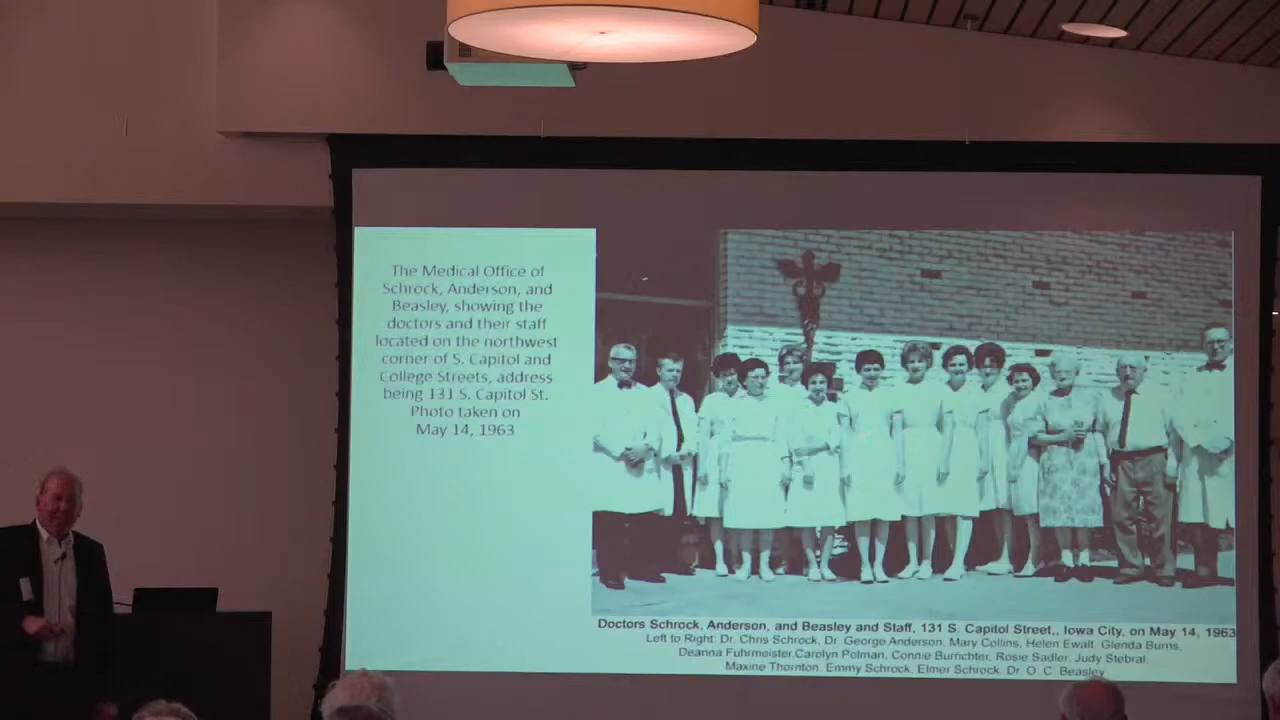 The Medical Office of
Schrock, Anderson, and
Beasley, showing the
doctors and their staff
located on the northwest
corner of S. Capitol and
College Streets, address
being 131 S. Capitol St.
Photo taken on
May 14, 1963
Doctors Schrock, Anderson, and Beasley and Staff, 131 S. Capitol Street,, Iowa City, on May 14, 1963
Left to Right: Dr. Chris Schrock, Dr. George Anderson, Mary Collins, Helen Ewalt, Glenda Burns,
Deanna Fuhrmeister,Carolyn Polman, Connie Burrichter, Rosie Sadler, Judy Stebral,
Maxine Thornton, Emmy Schrock, Elmer Schrock, Dr. O. C. Beasley